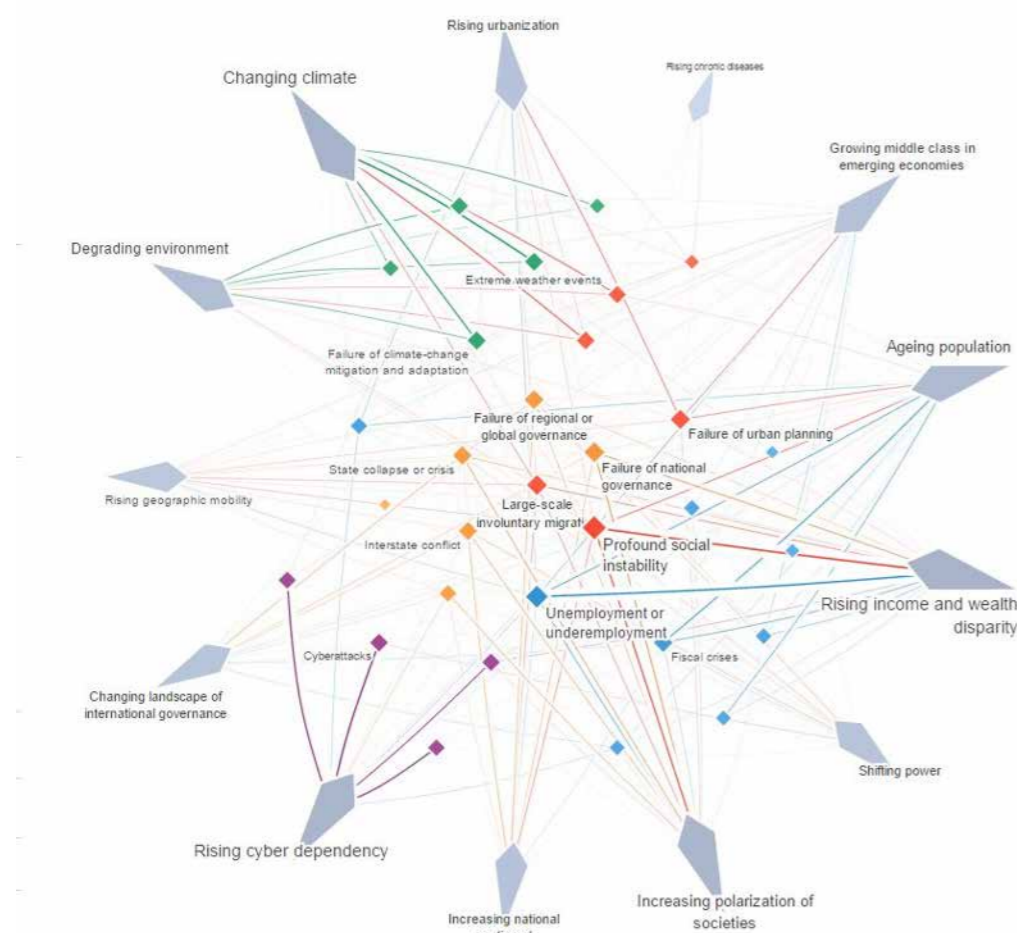 Rising urbanization
Rising chronic diseases
Changing climate
Growing middle class in
emerging economies
Degrading environment
Extreme weather events
Failure of climate-change
mitigation and adaptation
Ageing population
Failure of regional or
global governance
Failure of urban planning
State collapse or crisis
Failure of national
governance
Rising geographic mobility
Large-scale
involuntary migrati
Interstate conflict
Profound social
instability
Unemployment or
underemployment
Rising income and wealth
disparity
Cyberattacks
Fiscal crises
Changing landscape of
international governance
Shifting power
Rising cyber dependency
Increasing polarization of
societies
Increasing national